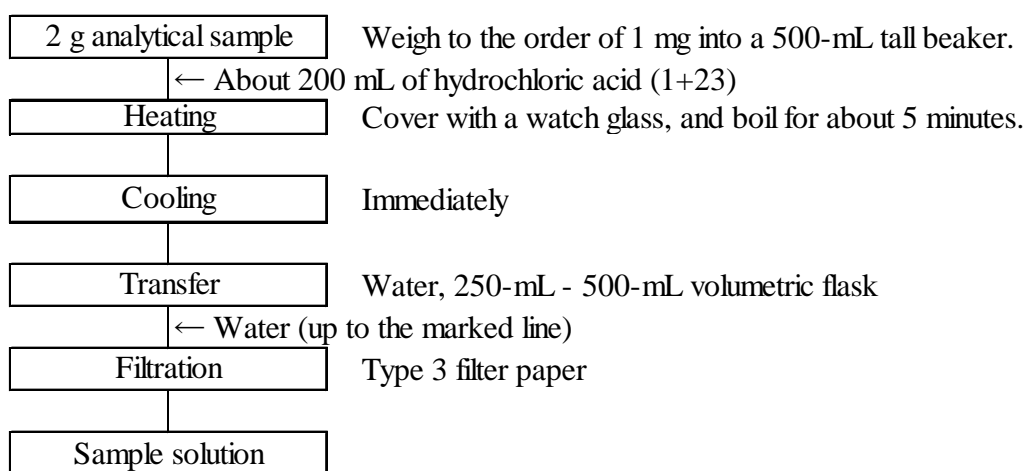 2 g analytical sample Weigh to the order of 1 mg into a 500-mL tall beaker.
← About 200 mL of hydrochloric acid (1+23)
Heating Cover with a watch glass, and boil for about 5 minutes.
Cooling Immediately
Transfer Water, 250-mL - 500-mL volumetric flask
← Water (up to the marked line)
Filtration Type 3 filter paper
Sample solution